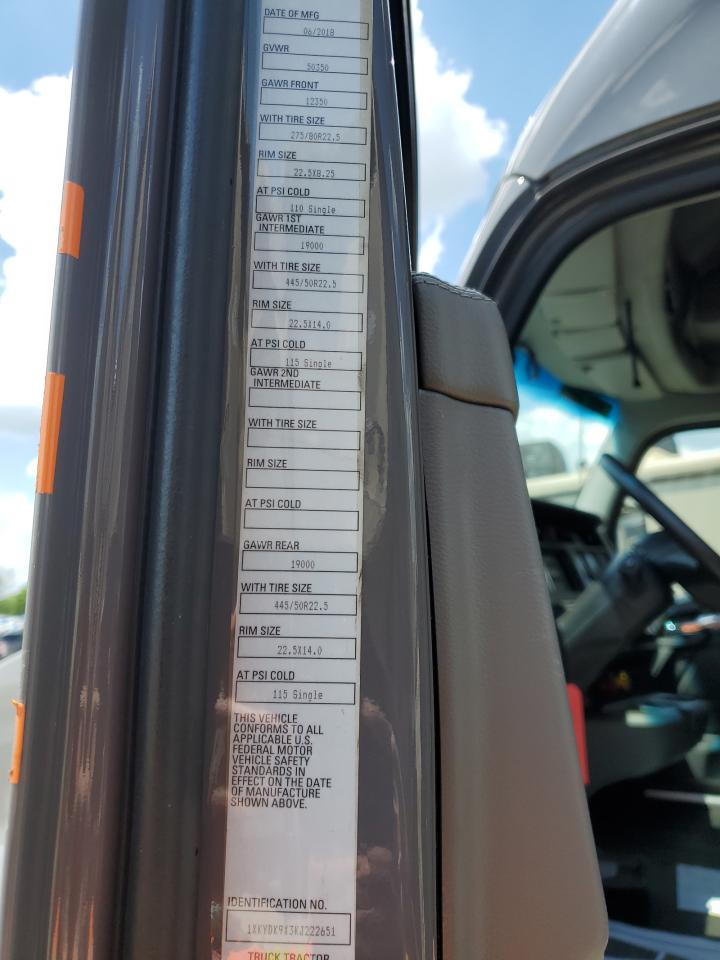 DATE OF MFG
06/2018
GVWR
50350
GAWR FRONT
12350
WITH TIRE SIZE
275/80R22.5
RIM SIZE
22.5X8.25
AT PSI COLD
110 Single
GAWR 1ST
INTERMEDIATE
19000
WITH TIRE SIZE
445/50R22.5
RIM SIZE
22.5X14.0
AT PSI COLD
115 Single
GAWR 2ND
INTERMEDIATE
WITH TIRE SIZE
RIM SIZE
AT PSI COLD
GAWR REAR
19000
WITH TIRE SIZE
445/50R22.5
RIM SIZE
22.5X14.0
AT PSI COLD
115 Single
THIS VEHICLE
CONFORMS TO ALL
APPLICABLE U.S.
FEDERAL MOTOR
VEHICLE SAFETY
STANDARDS IN
EFFECT ON THE DATE
OF MANUFACTURE
SHOWN ABOVE.
IDENTIFICATION NO.
1XKYDK9X3KJ222651
TRUCK TRACTOR